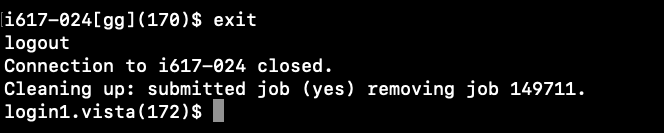 i617-024[gg](170)$ exit
logout
Connection to i617-024 closed.
Cleaning up: submitted job (yes) removing job 149711.
login1.vista(172)$